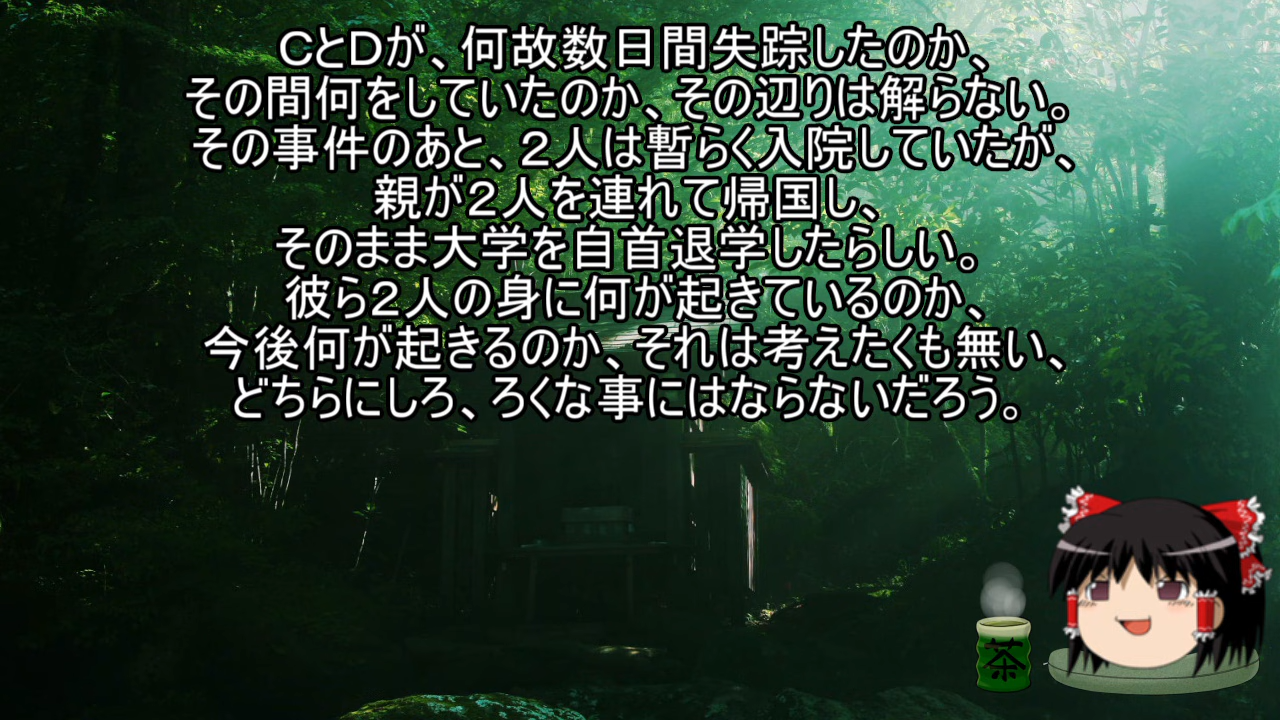 ＣとＤが、何故数日間失踪したのか、
その間何をしていたのか、その辺りは解らない。
その事件のあと、２人は暫らく入院していたが、
親が２人を連れて帰国し、
そのまま大学を自首退学したらしい。
彼ら２人の身に何が起きているのか、
今後何が起きるのか、それは考えたくも無い、
どちらにしろ、ろくな事にはならないだろう。
茶